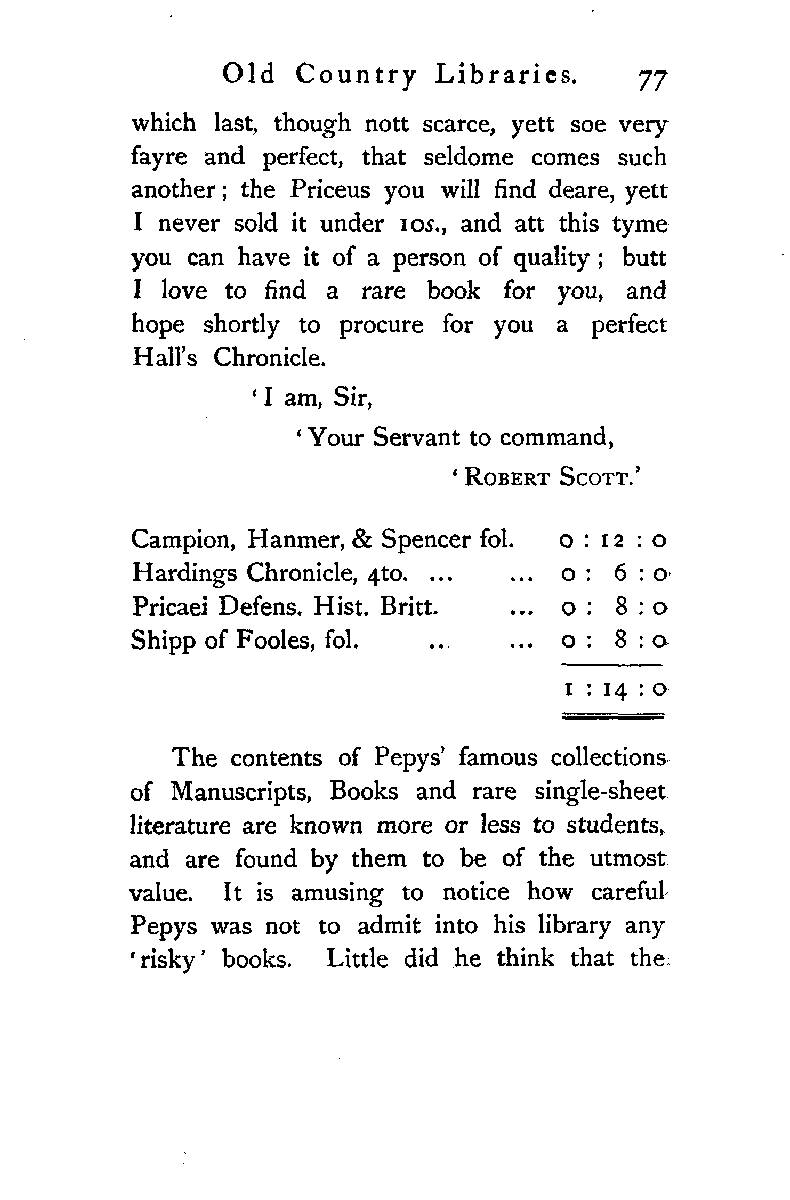 Old Country Libraries. 77
which last, though nott scarce, yett soe very
fayre and perfect, that seldome comes such
another; the Priceus you will find deare, yett
I never sold it under 10s., and att this tyme
you can have it of a person of quality; butt
I love to find a rare book for you, and
hope shortly to procure for you a perfect
Hall's Chronicle.
‘I am, Sir,
‘Your Servant to command,
‘ROBERT SCOTT.’
Campion, Hanmer, & Spencer fol. 0 : 12 : 0
Hardings Chronicle, 4to. ... ... 0 : 6 : 0
Pricaei Defens. Hist. Britt. ... 0 : 8 : 0
Shipp of Fooles, fol. ... ... 0 : 8 : 0
1 : 14 : 0
The contents of Pepys’ famous collections
of Manuscripts, Books and rare single-sheet
literature are known more or less to students,
and are found by them to be of the utmost
value. It is amusing to notice how careful
Pepys was not to admit into his library any
‘risky’ books. Little did he think that the